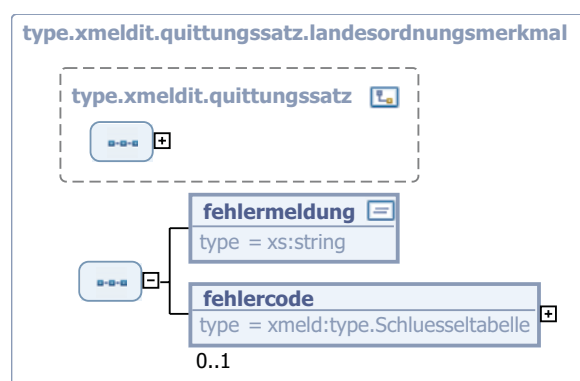 type.xmeldit.quittungssatz.landesordnungsmerkmal
type.xmeldit.quittungssatz
fehlermeldung
type = xs:string
fehlercode
type = xmeld:type.Schluesseltabelle
0..1